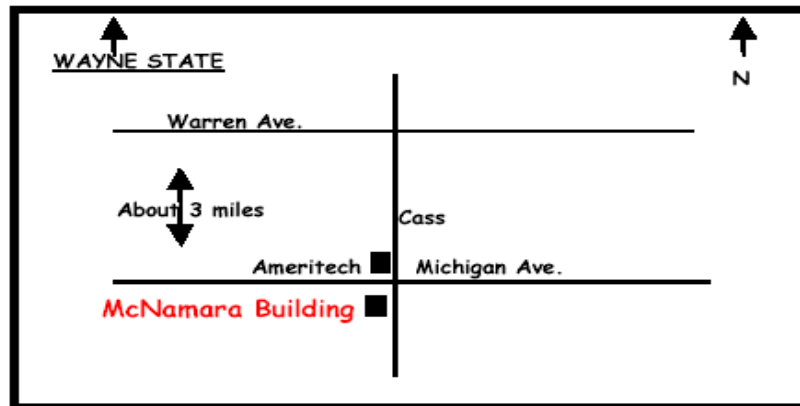 WAYNE STATE
N
Warren Ave.
About 3 miles
Cass
Ameritech
Michigan Ave.
McNamara Building